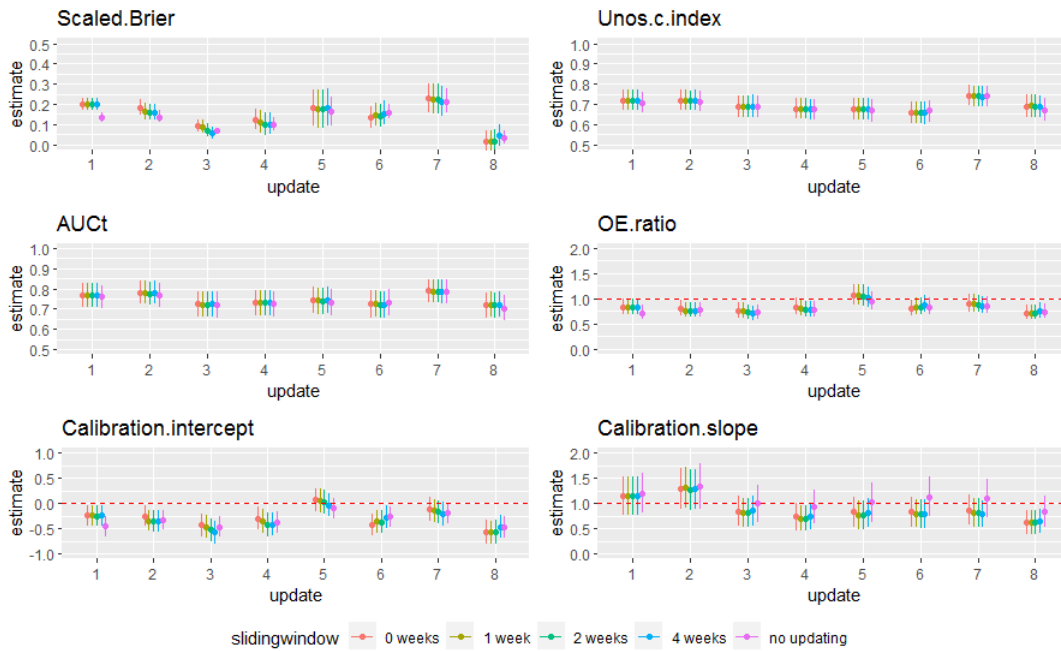 Scaled.Brier
estimate
0.5
0.4
0.3
0.2
0.1
0.0
1 2 3 4 5 6 7 8
update
Unos.c.index
estimate
1.0
0.9
0.8
0.7
0.6
0.5
1 2 3 4 5 6 7 8
update
AUCt
estimate
1.0
0.9
0.8
0.7
0.6
0.5
1 2 3 4 5 6 7 8
update
OE.ratio
estimate
2.0
1.5
1.0
0.5
0.0
1 2 3 4 5 6 7 8
update
Calibration.intercept
estimate
1.0
0.5
0.0
-0.5
-1.0
1 2 3 4 5 6 7 8
update
Calibration.slope
estimate
2.0
1.5
1.0
0.5
0.0
1 2 3 4 5 6 7 8
update
slidingwindow 0 weeks 1 week 2 weeks 4 weeks no updating